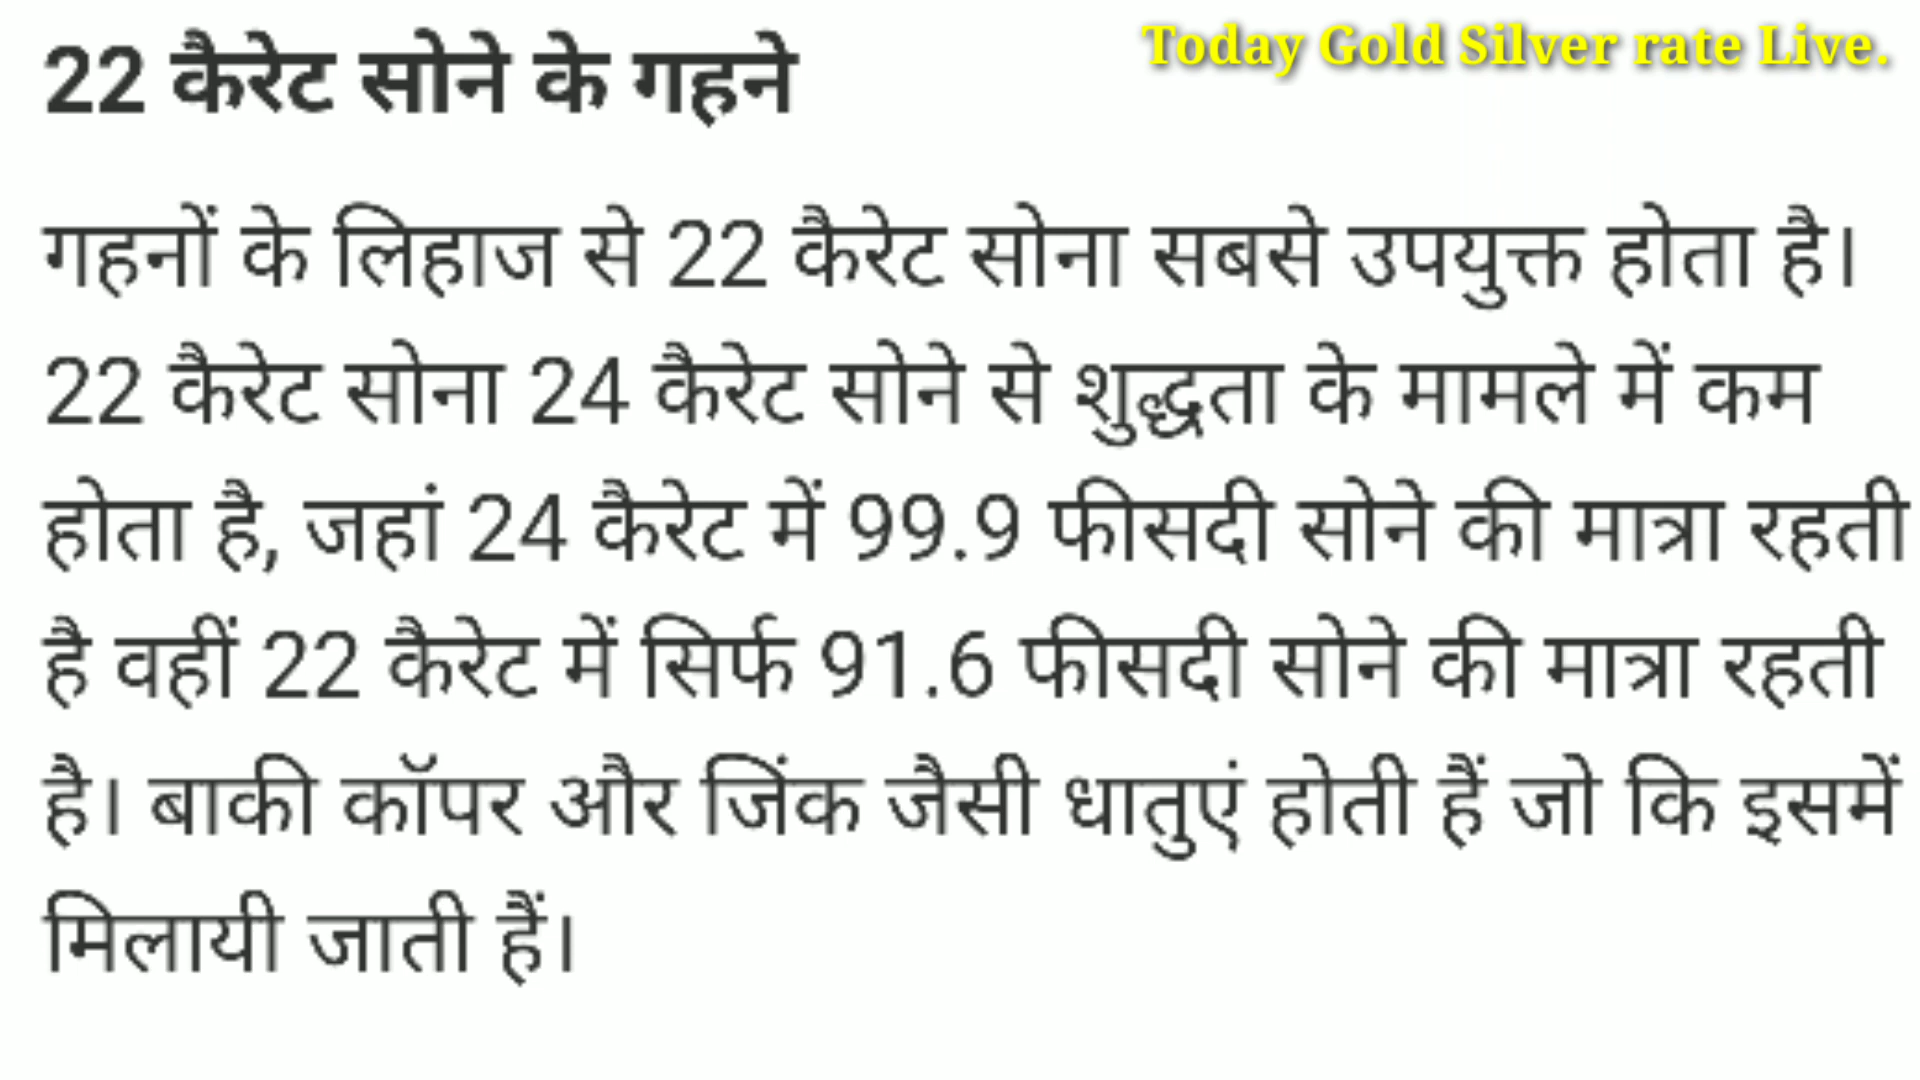 Today Gold Silver rate Live.
22 कैरेट सोने के गहने
गहनों के लिहाज से 22 कैरेट सोना सबसे उपयुक्त होता है।
22 कैरेट सोना 24 कैरेट सोने से शुद्धता के मामले में कम
होता है, जहां 24 कैरेट में 99.9 फीसदी सोने की मात्रा रहती
है वहीं 22 कैरेट में सिर्फ 91.6 फीसदी सोने की मात्रा रहती
है। बाकी कॉपर और जिंक जैसी धातुएं होती हैं जो कि इसमें
मिलायी जाती हैं।